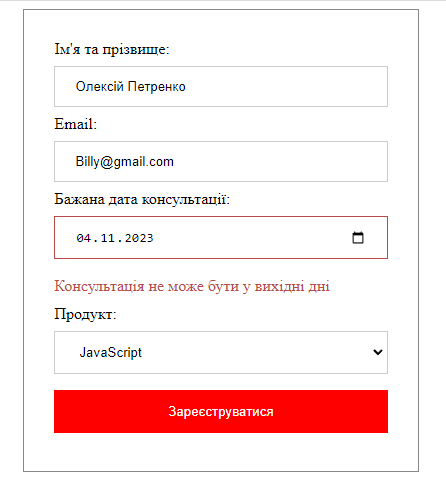 Ім'я та прізвище:
Олексій Петренко
Email:
Billy@gmail.com
Бажана дата консультації:
04.11.2023
Консультація не може бути у вихідні дні
Продукт:
JavaScript
Зареєструватися